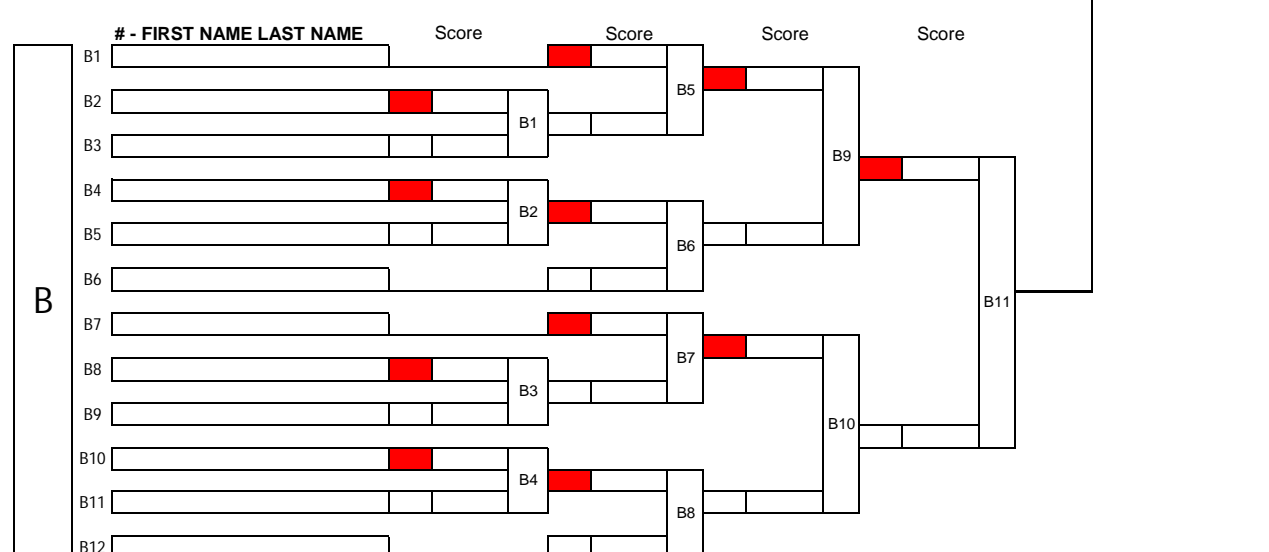 # - FIRST NAME LAST NAME Score Score Score Score
B1
B5
B2
B1
B3
B9
B4
B2
B5
B6
B6
B
B11
B7
B7
B8
B3
B9
B10
B10
B4
B11
B8
B12